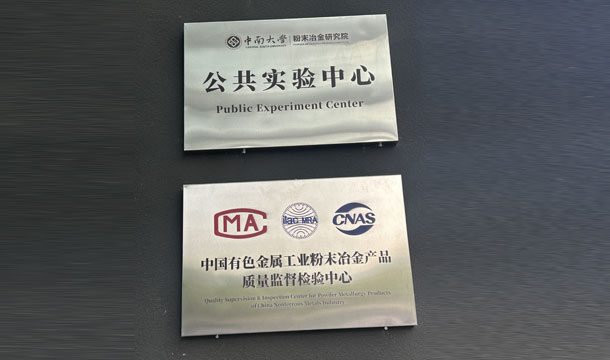 中南大学 粉末冶金研究院
CENTRAL SOUTH UNIVERSITY
公共实验中心
Public Experiment Center
CMA ilac-MRA CNAS
中国有色金属工业粉末冶金产品
质量监督检验中心
Quality Supervision & Inspection Center for Powder Metallurgy Products
of China Nonferrous Metals Industry